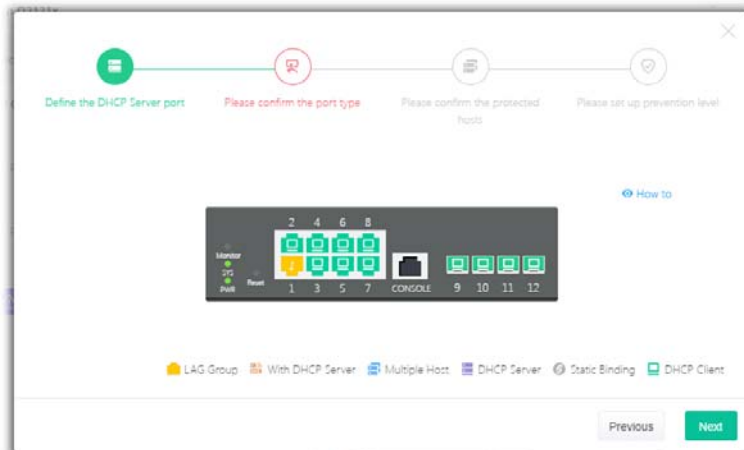 Define the DHCP Server port
Please confirm the port type
Please confirm the protected
hosts
Please set up prevention level
How to
2 4 6 8
Monitor
SYS
PWR
Reset
1 3 5 7
CONSOLE
9 10 11 12
LAG Group
With DHCP Server
Multiple Host
DHCP Server
Static Binding
DHCP Client
Previous
Next